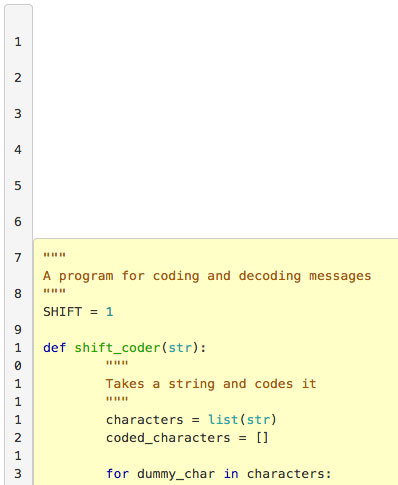 1
2
3
4
5
6
7 """
A program for coding and decoding messages
8 """
SHIFT = 1
9
1 def shift_coder(str):
0 """
1 Takes a string and codes it
1 """
1 characters = list(str)
2 coded_characters = []
1
3 for dummy_char in characters: